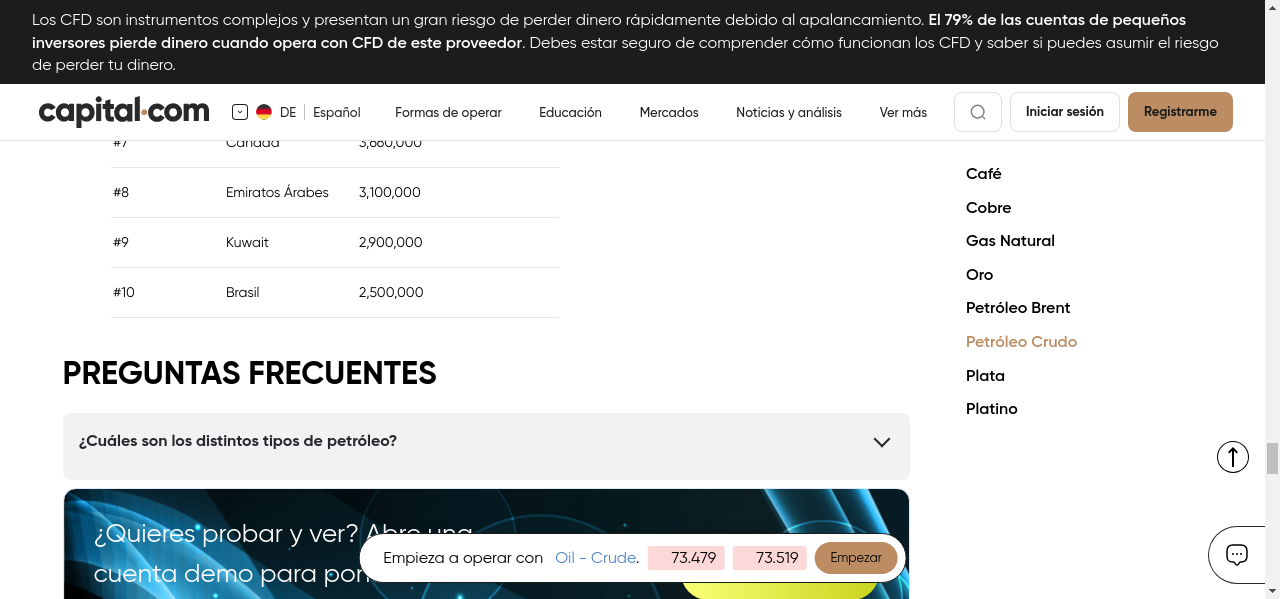 Los CFD son instrumentos complejos y presentan un gran riesgo de perder dinero rápidamente debido al apalancamiento. El 79% de las cuentas de pequeños
inversores pierde dinero cuando opera con CFD de este proveedor. Debes estar seguro de comprender cómo funcionan los CFD y saber si puedes asumir el riesgo
de perder tu dinero.
capital.com DE Español Formas de operar Educación Mercados Noticias y análisis Ver más Iniciar sesión Registrarme
#7 Canadá 3,860,000
#8 Emiratos Árabes 3,100,000
#9 Kuwait 2,900,000
#10 Brasil 2,500,000
PREGUNTAS FRECUENTES
¿Cuáles son los distintos tipos de petróleo?
¿Quieres probar y ver? Abre una
cuenta demo para
Empieza a operar con Oil - Crude. 73.479 73.519 Empezar
Café
Cobre
Gas Natural
Oro
Petróleo Brent
Petróleo Crudo
Plata
Platino